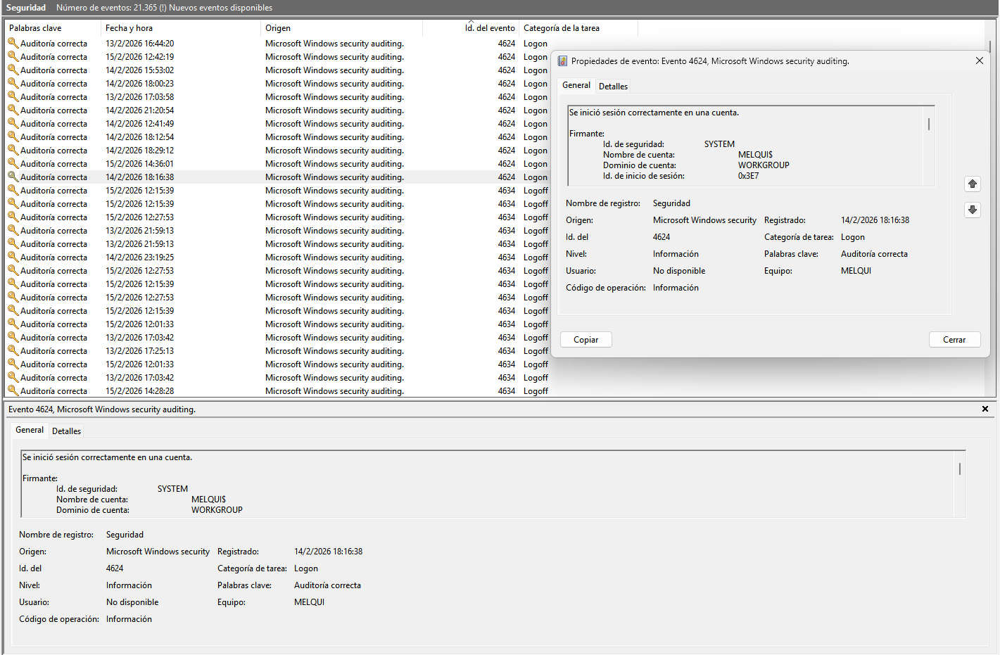 Seguridad Número de eventos: 21.365 (!) Nuevos eventos disponibles
Palabras clave Fecha y hora Origen Id. del evento Categoría de la tarea
Auditoría correcta 13/2/2026 16:44:20 Microsoft Windows security auditing. 4624 Logon
Auditoría correcta 15/2/2026 12:42:19 Microsoft Windows security auditing. 4624 Logon
Auditoría correcta 14/2/2026 15:53:02 Microsoft Windows security auditing. 4624 Logon
Auditoría correcta 14/2/2026 18:00:23 Microsoft Windows security auditing. 4624 Logon
Auditoría correcta 13/2/2026 17:03:58 Microsoft Windows security auditing. 4624 Logon
Auditoría correcta 14/2/2026 21:20:54 Microsoft Windows security auditing. 4624 Logon
Auditoría correcta 14/2/2026 12:41:49 Microsoft Windows security auditing. 4624 Logon
Auditoría correcta 14/2/2026 18:12:54 Microsoft Windows security auditing. 4624 Logon
Auditoría correcta 14/2/2026 18:29:12 Microsoft Windows security auditing. 4624 Logon
Auditoría correcta 15/2/2026 14:36:01 Microsoft Windows security auditing. 4624 Logon
Auditoría correcta 14/2/2026 18:16:38 Microsoft Windows security auditing. 4624 Logon
Auditoría correcta 15/2/2026 12:15:39 Microsoft Windows security auditing. 4634 Logoff
Auditoría correcta 15/2/2026 12:15:39 Microsoft Windows security auditing. 4634 Logoff
Auditoría correcta 15/2/2026 12:27:53 Microsoft Windows security auditing. 4634 Logoff
Auditoría correcta 13/2/2026 21:59:13 Microsoft Windows security auditing. 4634 Logoff
Auditoría correcta 13/2/2026 21:59:13 Microsoft Windows security auditing. 4634 Logoff
Auditoría correcta 14/2/2026 23:19:25 Microsoft Windows security auditing. 4634 Logoff
Auditoría correcta 15/2/2026 12:27:53 Microsoft Windows security auditing. 4634 Logoff
Auditoría correcta 15/2/2026 12:15:39 Microsoft Windows security auditing. 4634 Logoff
Auditoría correcta 15/2/2026 12:27:53 Microsoft Windows security auditing. 4634 Logoff
Auditoría correcta 15/2/2026 12:15:39 Microsoft Windows security auditing. 4634 Logoff
Auditoría correcta 15/2/2026 12:01:33 Microsoft Windows security auditing. 4634 Logoff
Auditoría correcta 13/2/2026 17:03:42 Microsoft Windows security auditing. 4634 Logoff
Auditoría correcta 13/2/2026 17:25:13 Microsoft Windows security auditing. 4634 Logoff
Auditoría correcta 15/2/2026 12:01:33 Microsoft Windows security auditing. 4634 Logoff
Auditoría correcta 13/2/2026 17:03:42 Microsoft Windows security auditing. 4634 Logoff
Auditoría correcta 15/2/2026 14:28:28 Microsoft Windows security auditing. 4634 Logoff
Propiedades de evento: Evento 4624, Microsoft Windows security auditing.
General Detalles
Se inició sesión correctamente en una cuenta.
Firmante:
Id. de seguridad: SYSTEM
Nombre de cuenta: MELQUI$
Dominio de cuenta: WORKGROUP
Id. de inicio de sesión: 0x3E7
Nombre de registro: Seguridad
Origen: Microsoft Windows security Registrado: 14/2/2026 18:16:38
Id. del 4624 Categoría de tarea: Logon
Nivel: Información Palabras clave: Auditoría correcta
Usuario: No disponible Equipo: MELQUI
Código de operación: Información
Copiar Cerrar
Evento 4624, Microsoft Windows security auditing.
General Detalles
Se inició sesión correctamente en una cuenta.
Firmante:
Id. de seguridad: SYSTEM
Nombre de cuenta: MELQUI$
Dominio de cuenta: WORKGROUP
Nombre de registro: Seguridad
Origen: Microsoft Windows security Registrado: 14/2/2026 18:16:38
Id. del 4624 Categoría de tarea: Logon
Nivel: Información Palabras clave: Auditoría correcta
Usuario: No disponible Equipo: MELQUI
Código de operación: Información